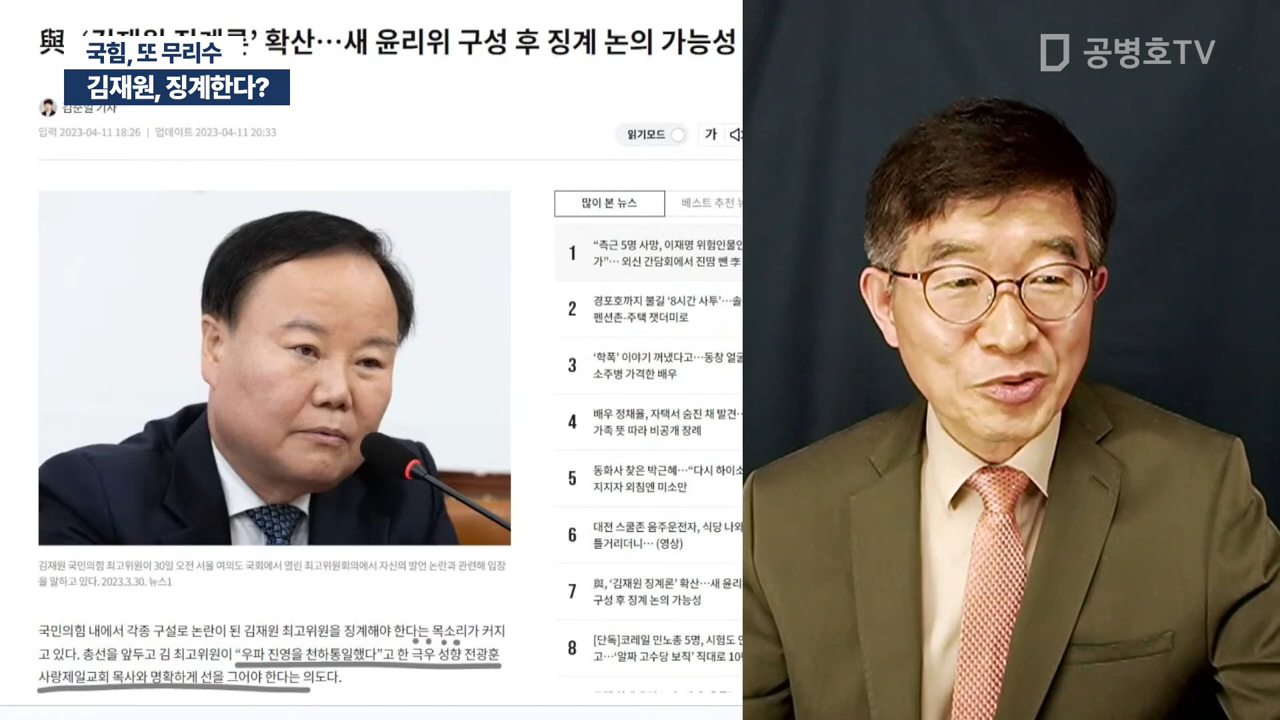 與, ‘김재원 징계론’ 확산…새 윤리위 구성 후 징계 논의 가능성
국힘, 또 무리수
김재원, 징계한다?
김준일 기자
입력 2023-04-11 18:26 | 업데이트 2023-04-11 20:33
읽기모드
가
공병호TV
많이 본 뉴스
베스트 추천
1
“측근 5명 사망, 이재명 위험인물인
가”… 외신 간담회에서 진땀 뺀 李
2
경포호까지 불길 ‘8시간 사투’…솔
펜션촌·주택 잿더미로
3
‘학폭’ 이야기 꺼냈다고…동창 얼굴
소주병 가격한 배우
4
배우 정채율, 자택서 숨진 채 발견…
가족 뜻 따라 비공개 장례
5
동화사 찾은 박근혜…“다시 하이소
지지자 외침엔 미소만
6
대전 스쿨존 음주운전자, 식당 나와
틀거리더니… (영상)
7
與, ‘김재원 징계론’ 확산…새 윤리
구성 후 징계 논의 가능성
8
[단독]코레일 민노총 5명, 시험도 안
고…‘알짜 고수당 보직’ 직대로 10
김재원 국민의힘 최고위원이 30일 오전 서울 여의도 국회에서 열린 최고위원회의에서 자신의 발언 논란과 관련해 입장
을 말하고 있다. 2023.3.30. 뉴스1
국민의힘 내에서 각종 구설로 논란이 된 김재원 최고위원을 징계해야 한다는 목소리가 커지
고 있다. 총선을 앞두고 김 최고위원이 “우파 진영을 천하통일했다”고 한 극우 성향 전광훈
사랑제일교회 목사와 명확하게 선을 그어야 한다는 의도다.